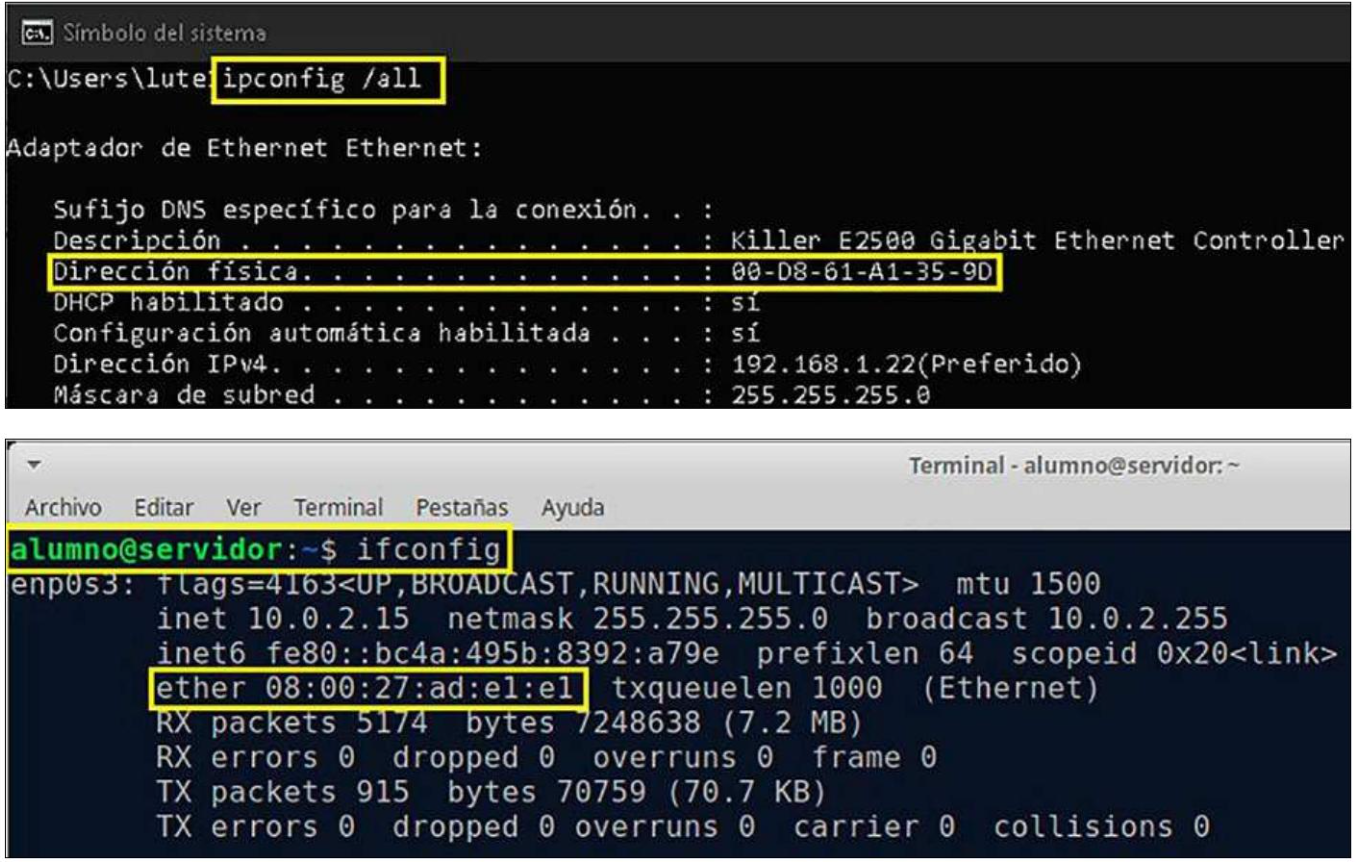 Símbolo del sistema
C:\Users\lute ipconfig /all
Adaptador de Ethernet Ethernet:
Sufijo DNS específico para la conexión. . :
Descripción . . . . . . . . . . . . . . . : Killer E2500 Gigabit Ethernet Controller
Dirección física. . . . . . . . . . . . . : 00-D8-61-A1-35-9D
DHCP habilitado . . . . . . . . . . . . . : sí
Configuración automática habilitada . . . : sí
Dirección IPv4. . . . . . . . . . . . . . : 192.168.1.22(Preferido)
Máscara de subred . . . . . . . . . . . . : 255.255.255.0
Terminal - alumno@servidor: ~
Archivo Editar Ver Terminal Pestañas Ayuda
alumno@servidor:~$ ifconfig
enp0s3: flags=4163<UP,BROADCAST,RUNNING,MULTICAST> mtu 1500
inet 10.0.2.15 netmask 255.255.255.0 broadcast 10.0.2.255
inet6 fe80::bc4a:495b:8392:a79e prefixlen 64 scopeid 0x20<link>
ether 08:00:27:ad:e1:e1 txqueuelen 1000 (Ethernet)
RX packets 5174 bytes 7248638 (7.2 MB)
RX errors 0 dropped 0 overruns 0 frame 0
TX packets 915 bytes 70759 (70.7 KB)
TX errors 0 dropped 0 overruns 0 carrier 0 collisions 0